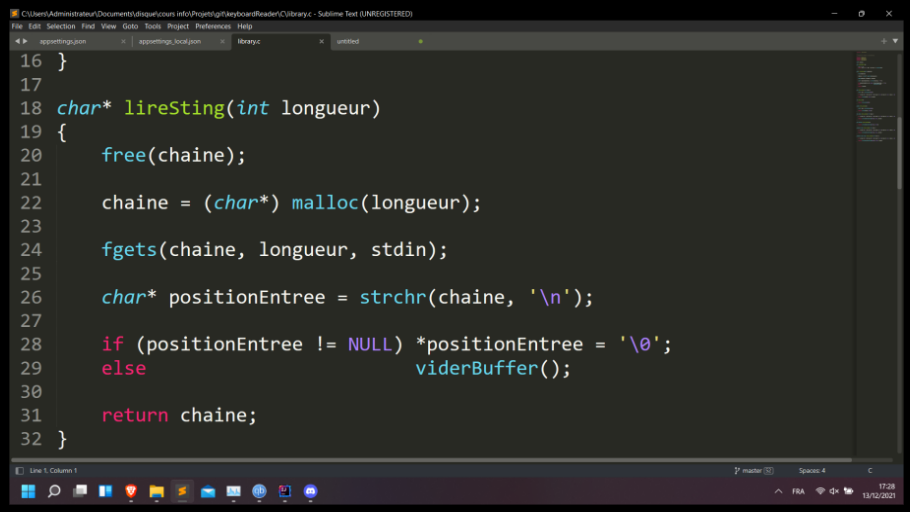 C:\Users\Administrateur\Documents\disque\cours info\Projets\git\keyboardReader\C\library.c - Sublime Text (UNREGISTERED)
File Edit Selection Find View Goto Tools Project Preferences Help
appsettings.json appsettings_local.json library.c untitled
16 }
17
18 char* lireSting(int longueur)
19 {
20 free(chaine);
21
22 chaine = (char*) malloc(longueur);
23
24 fgets(chaine, longueur, stdin);
25
26 char* positionEntree = strchr(chaine, '\n');
27
28 if (positionEntree != NULL) *positionEntree = '\0';
29 else viderBuffer();
30
31 return chaine;
32 }
Line 1, Column 1 master Spaces: 4 C
FRA 17:28
13/12/2021